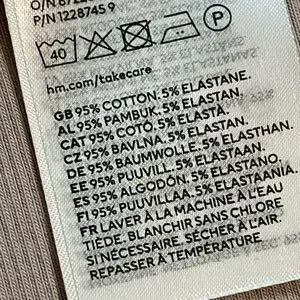 P/N 1228745 9
40
P
hm.com/takecare
GB 95% COTTON. 5% ELASTANE.
AL 95% PAMBUK. 5% ELASTAN.
CAT 95% COTÓ. 5% ELASTÀ.
CZ 95% BAVLNA. 5% ELASTAN.
DE 95% BAUMWOLLE. 5% ELASTHAN.
EE 95% PUUVILL. 5% ELASTAAN.
ES 95% ALGODÓN. 5% ELASTANO.
FI 95% PUUVILLAA. 5% ELASTAANIA.
FR LAVER À LA MACHINE À L'EAU
TIÈDE. BLANCHIR SANS CHLORE
SI NÉCESSAIRE. SÉCHER À L'AIR.
REPASSER À TEMPÉRATURE